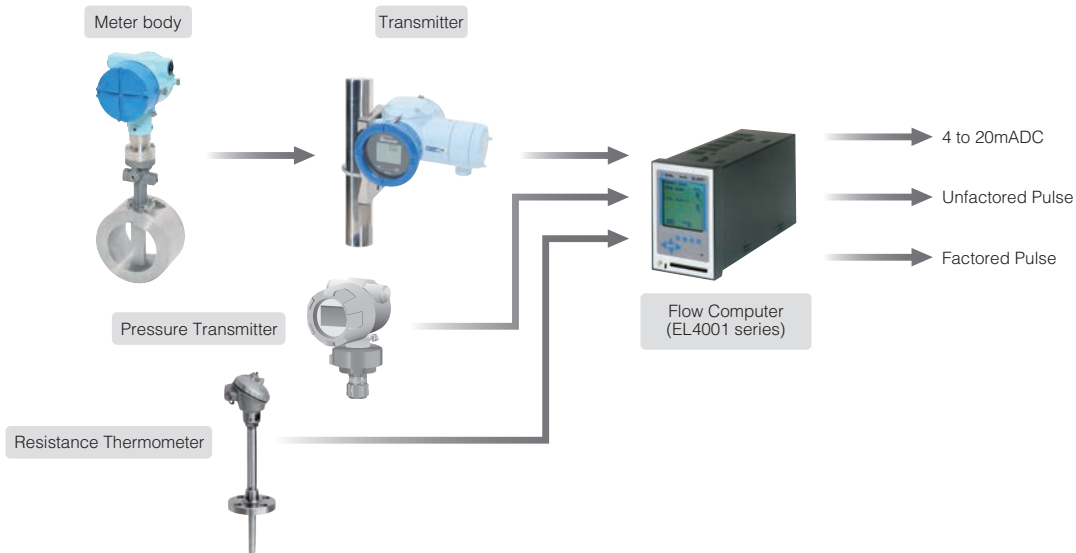 Meter body
Transmitter
4 to 20mADC
Unfactored Pulse
Factored Pulse
Flow Computer
(EL4001 series)
Pressure Transmitter
Resistance Thermometer